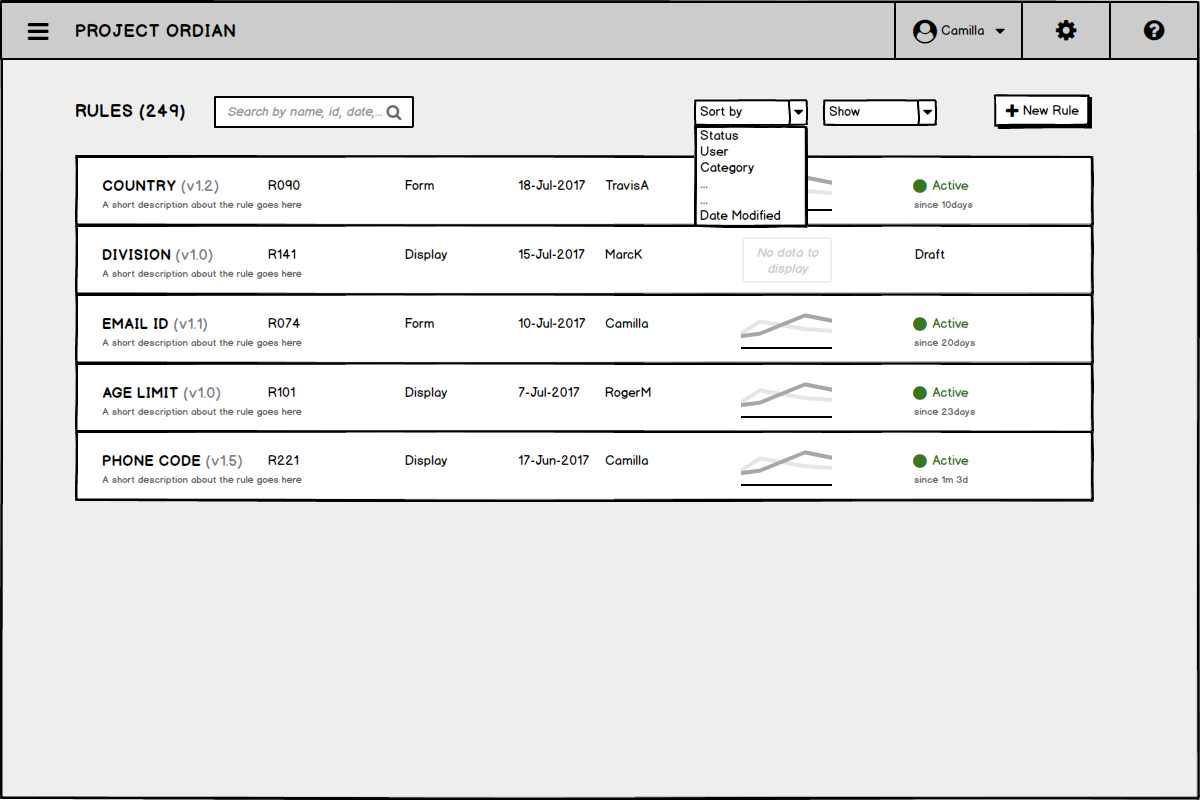 PROJECT ORDIAN
Camilla
?
RULES (249)
Search by name, id, date,...
Sort by
Show
+ New Rule
Status
User
Category
...
...
Date Modified
COUNTRY (v1.2) R090 Form 18-Jul-2017 TravisA Active
A short description about the rule goes here since 10days
DIVISION (v1.0) R141 Display 15-Jul-2017 MarcK No data to Draft
A short description about the rule goes here display
EMAIL ID (v1.1) R074 Form 10-Jul-2017 Camilla Active
A short description about the rule goes here since 20days
AGE LIMIT (v1.0) R101 Display 7-Jul-2017 RogerM Active
A short description about the rule goes here since 23days
PHONE CODE (v1.5) R221 Display 17-Jun-2017 Camilla Active
A short description about the rule goes here since 1m 3d